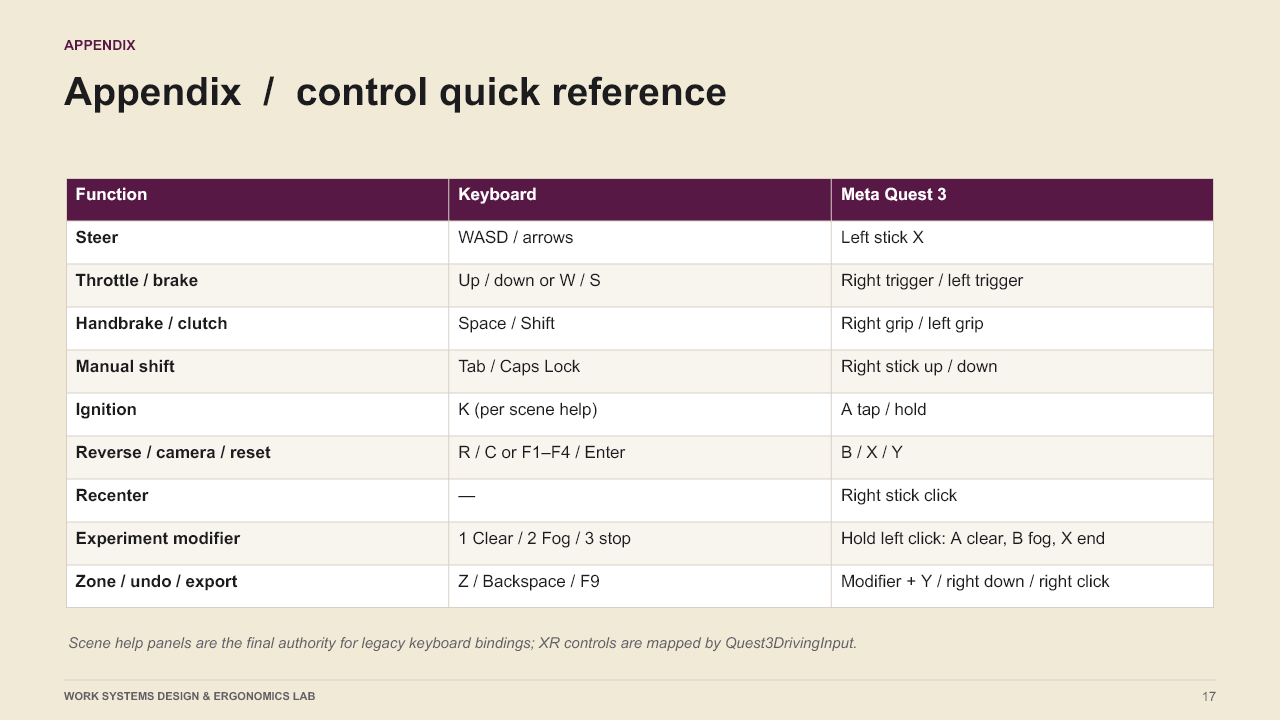 APPENDIX
Appendix / control quick reference
Function Keyboard Meta Quest 3
Steer WASD / arrows Left stick X
Throttle / brake Up / down or W / S Right trigger / left trigger
Handbrake / clutch Space / Shift Right grip / left grip
Manual shift Tab / Caps Lock Right stick up / down
Ignition K (per scene help) A tap / hold
Reverse / camera / reset R / C or F1–F4 / Enter B / X / Y
Recenter — Right stick click
Experiment modifier 1 Clear / 2 Fog / 3 stop Hold left click: A clear, B fog, X end
Zone / undo / export Z / Backspace / F9 Modifier + Y / right down / right click
Scene help panels are the final authority for legacy keyboard bindings; XR controls are mapped by Quest3DrivingInput.
WORK SYSTEMS DESIGN & ERGONOMICS LAB 17